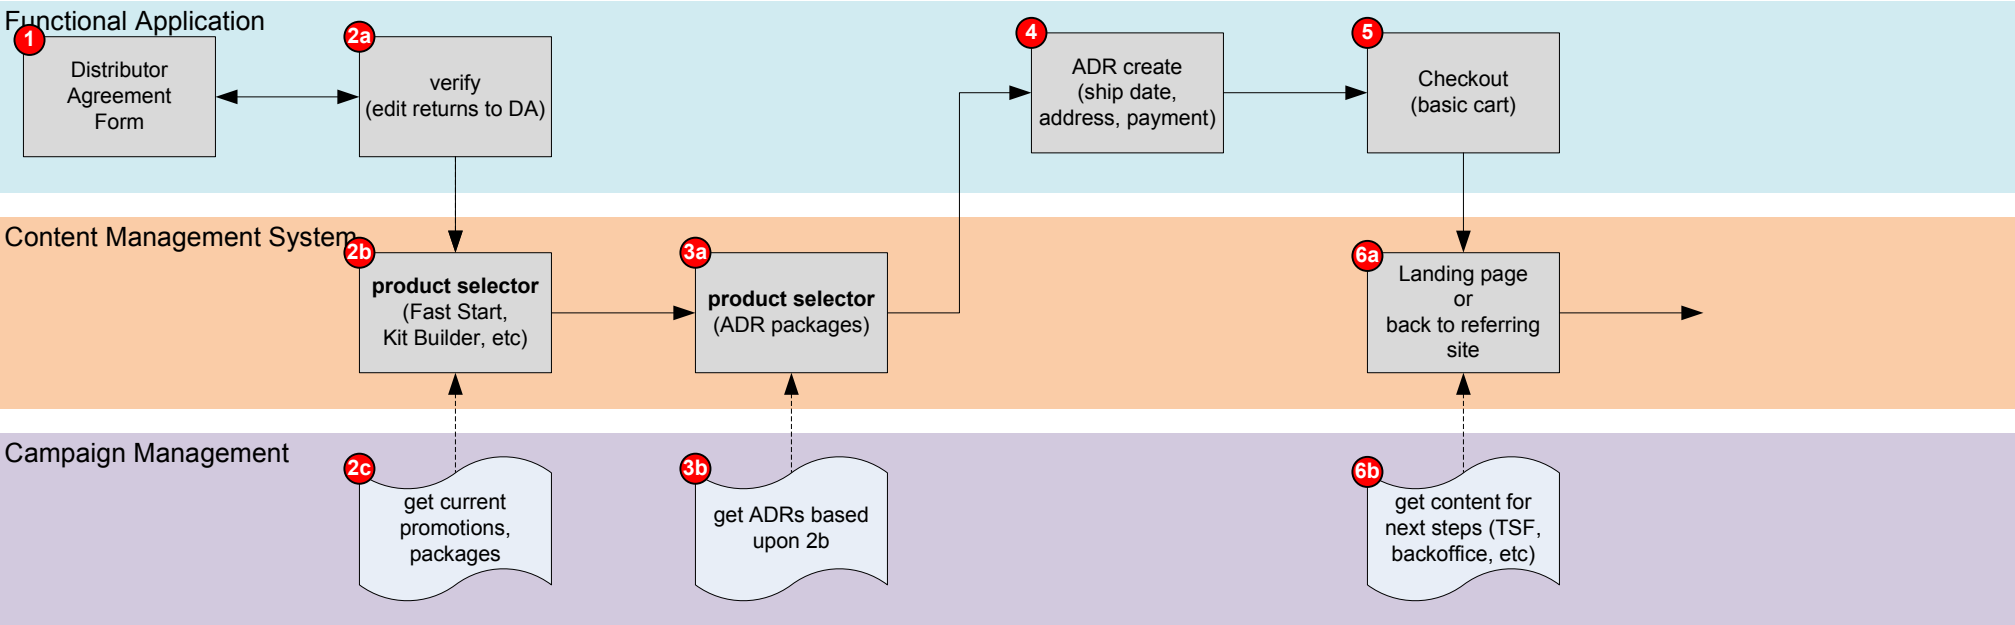 Functional Application
1
Distributor
Agreement
Form
2a
verify
(edit returns to DA)
4
ADR create
(ship date,
address, payment)
5
Checkout
(basic cart)
Content Management System
2b
product selector
(Fast Start,
Kit Builder, etc)
3a
product selector
(ADR packages)
6a
Landing page
or
back to referring
site
Campaign Management
2c
get current
promotions,
packages
3b
get ADRs based
upon 2b
6b
get content for
next steps (TSF,
backoffice, etc)